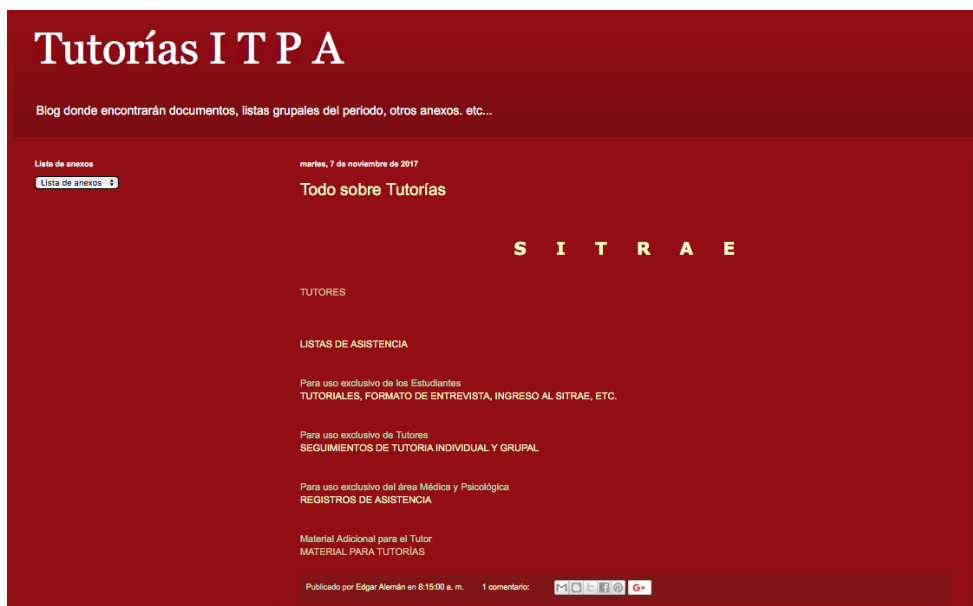 Tutorías I T P A
Blog donde encontrarán documentos, listas grupales del periodo, otros anexos. etc...
Lista de anexos
Lista de anexos
martes, 7 de noviembre de 2017
Todo sobre Tutorías
S I T R A E
TUTORES
LISTAS DE ASISTENCIA
Para uso exclusivo de los Estudiantes
TUTORIALES, FORMATO DE ENTREVISTA, INGRESO AL SITRAE, ETC.
Para uso exclusivo de Tutores
SEGUIMIENTOS DE TUTORIA INDIVIDUAL Y GRUPAL
Para uso exclusivo del área Médica y Psicológica
REGISTROS DE ASISTENCIA
Material Adicional para el Tutor
MATERIAL PARA TUTORÍAS
Publicado por Edgar Alemán en 8:15:00 a. m. 1 comentario: G+